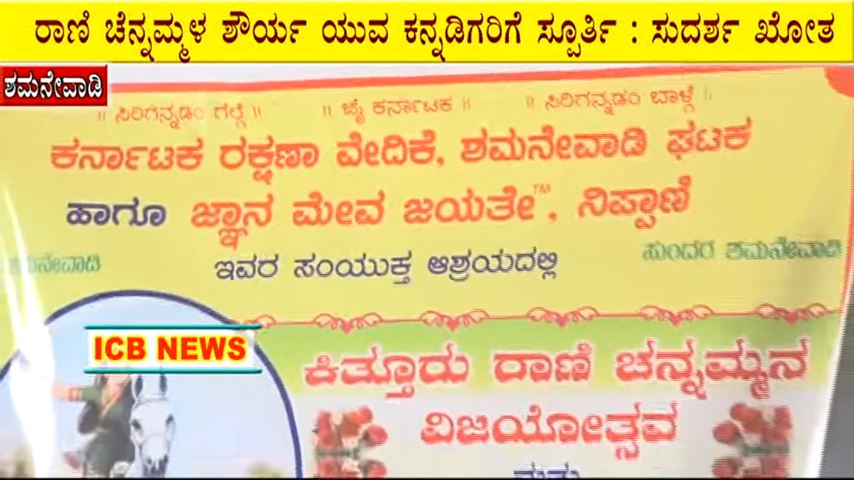 ರಾಣಿ ಚೆನ್ನಮ್ಮಳ ಶೌರ್ಯ ಯುವ ಕನ್ನಡಿಗರಿಗೆ ಸ್ಪೂರ್ತಿ : ಸುದರ್ಶ ಖೋತ
ಶಮನೇವಾಡಿ
॥ ಸಿರಿಗನ್ನಡಂ ಗೆಲ್ಗೆ ॥ ॥ ಜೈ ಕರ್ನಾಟಕ ॥ ॥ ಸಿರಿಗನ್ನಡಂ ಬಾಳ್ಗೆ ॥
ಕರ್ನಾಟಕ ರಕ್ಷಣಾ ವೇದಿಕೆ, ಶಮನೇವಾಡಿ ಘಟಕ
ಹಾಗೂ ಜ್ಞಾನ ಮೇವ ಜಯತೇ™, ನಿಪ್ಪಾಣಿ
ಸುಂದರ ಶಮನೇವಾಡಿ
ಇವರ ಸಂಯುಕ್ತ ಆಶ್ರಯದಲ್ಲಿ
ICB NEWS
ಕಿತ್ತೂರು ರಾಣಿ ಚನ್ನಮ್ಮನ
ವಿಜಯೋತ್ಸವ